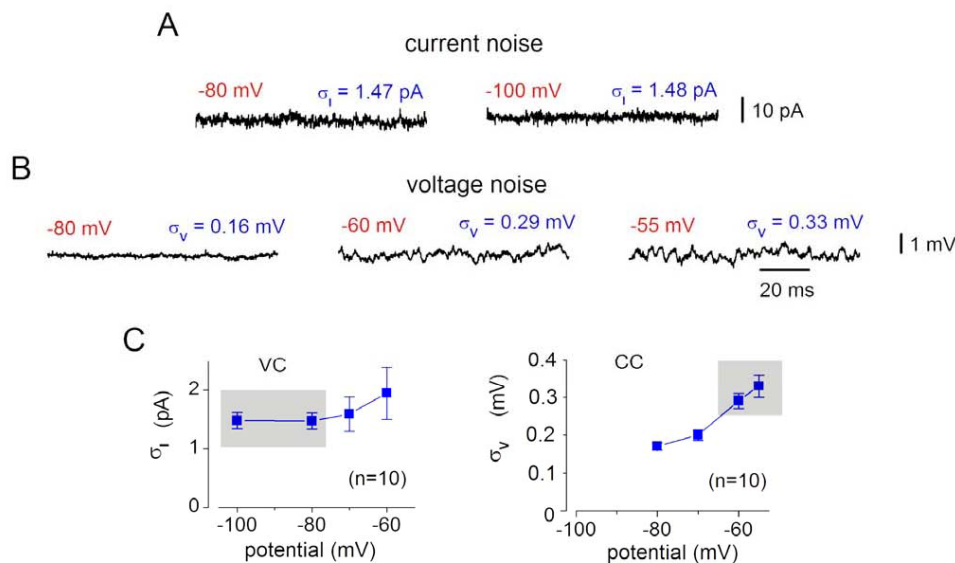 A
current noise
-80 mV σI = 1.47 pA
-100 mV σI = 1.48 pA
10 pA
B
voltage noise
-80 mV σV = 0.16 mV
-60 mV σV = 0.29 mV
-55 mV σV = 0.33 mV
1 mV
20 ms
C
VC
2
1
0
σI (pA)
(n=10)
-100 -80 -60
potential (mV)
CC
0.4
0.3
0.2
0.1
0
σV (mV)
(n=10)
-100 -80 -60
potential (mV)